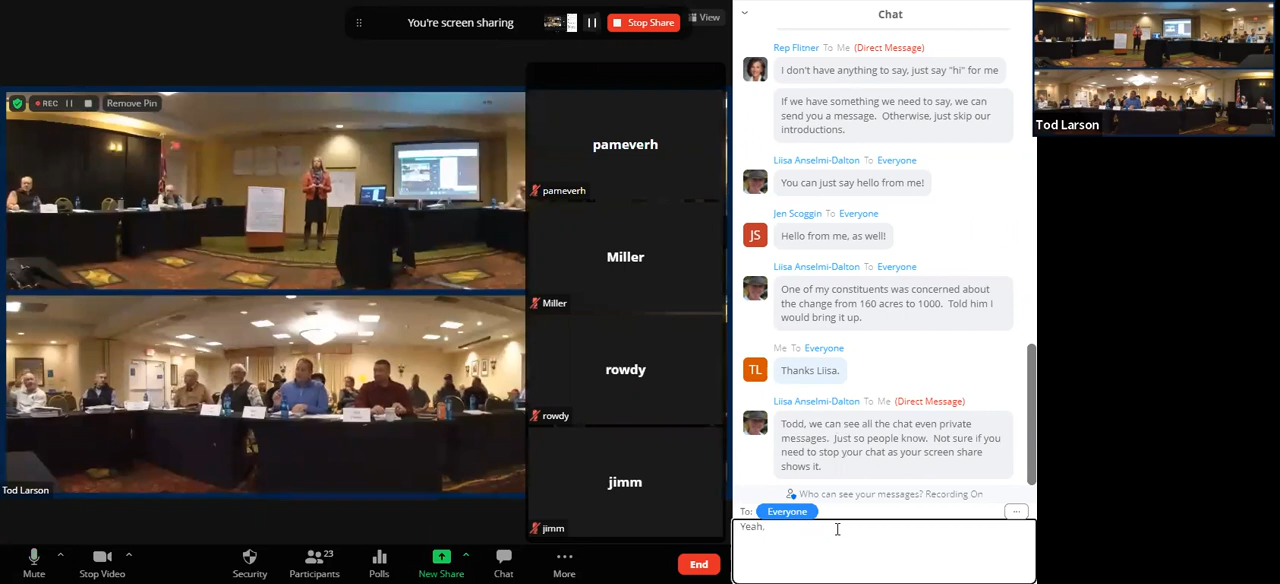 You're screen sharing
Stop Share
View
REC
Remove Pin
Tod Larson
pameverh
pameverh
Miller
Miller
rowdy
rowdy
jimm
jimm
Chat
Rep Flitner To Me (Direct Message)
I don't have anything to say, just say "hi" for me
If we have something we need to say, we can
send you a message. Otherwise, just skip our
introductions.
Liisa Anselmi-Dalton To Everyone
You can just say hello from me!
Jen Scoggin To Everyone
JS
Hello from me, as well!
Liisa Anselmi-Dalton To Everyone
One of my constituents was concerned about
the change from 160 acres to 1000. Told him I
would bring it up.
Me To Everyone
TL
Thanks Liisa.
Liisa Anselmi-Dalton To Me (Direct Message)
Todd, we can see all the chat even private
messages. Just so people know. Not sure if you
need to stop your chat as your screen share
shows it.
Who can see your messages? Recording On
To: Everyone
...
Yeah,
Tod Larson
Mute
Stop Video
Security
23
Participants
Polls
New Share
Chat
More
End